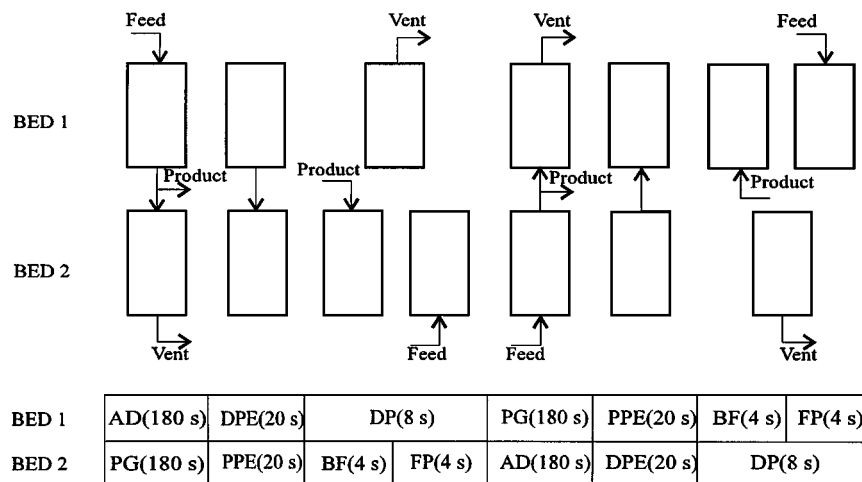 Feed Vent Vent Feed
BED 1
Product Product Product Product
BED 2
Vent Feed Feed Vent
BED 1 AD(180 s) DPE(20 s) DP(8 s) PG(180 s) PPE(20 s) BF(4 s) FP(4 s)
BED 2 PG(180 s) PPE(20 s) BF(4 s) FP(4 s) AD(180 s) DPE(20 s) DP(8 s)